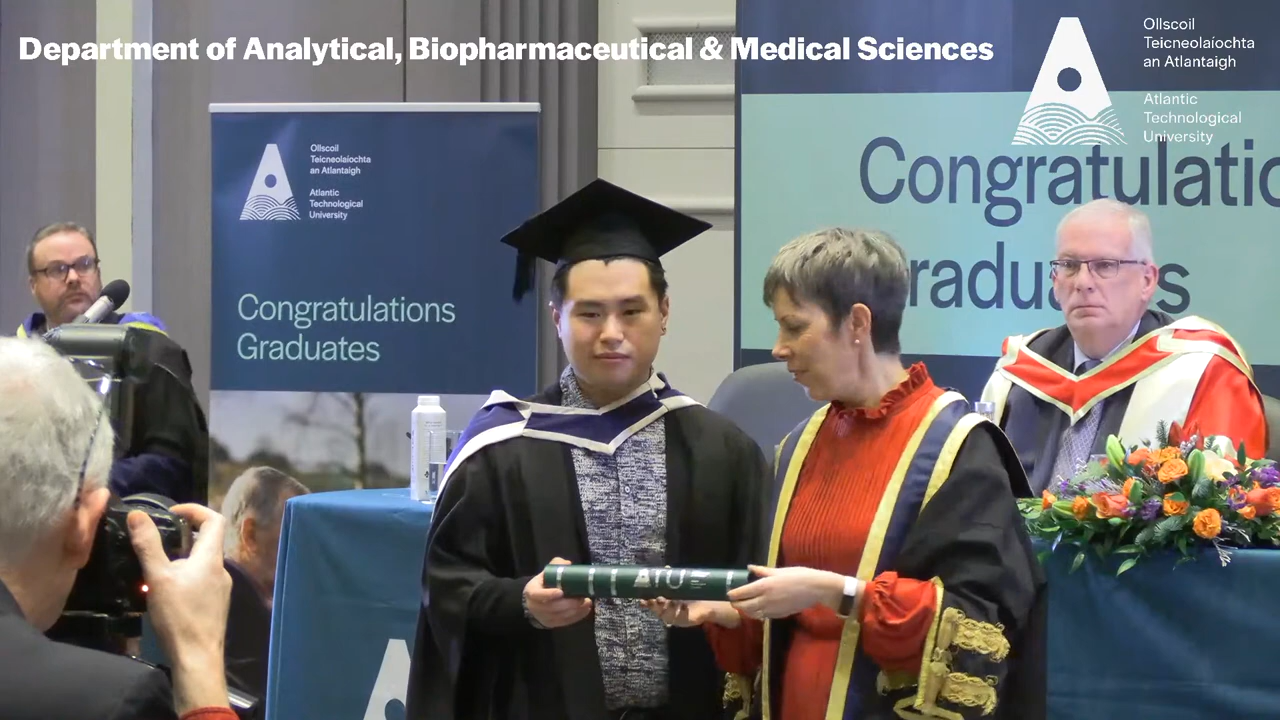 Department of Analytical, Biopharmaceutical & Medical Sciences
Ollscoil
Teicneolaíochta
an Atlantaigh
Atlantic
Technological
University
Ollscoil
Teicneolaíochta
an Atlantaigh
Atlantic
Technological
University
Congratulations
Graduates
Congratulatio
raduates
ATU